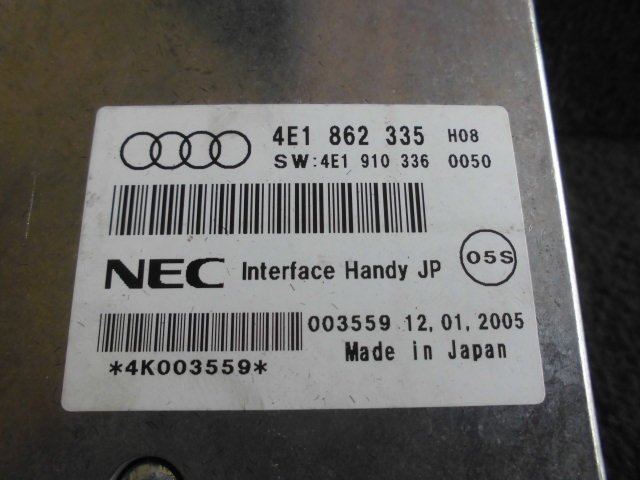 4E1 862 335 H08
SW:4E1 910 336 0050
NEC Interface Handy JP 05S
003559 12,01,2005
*4K003559* Made in Japan